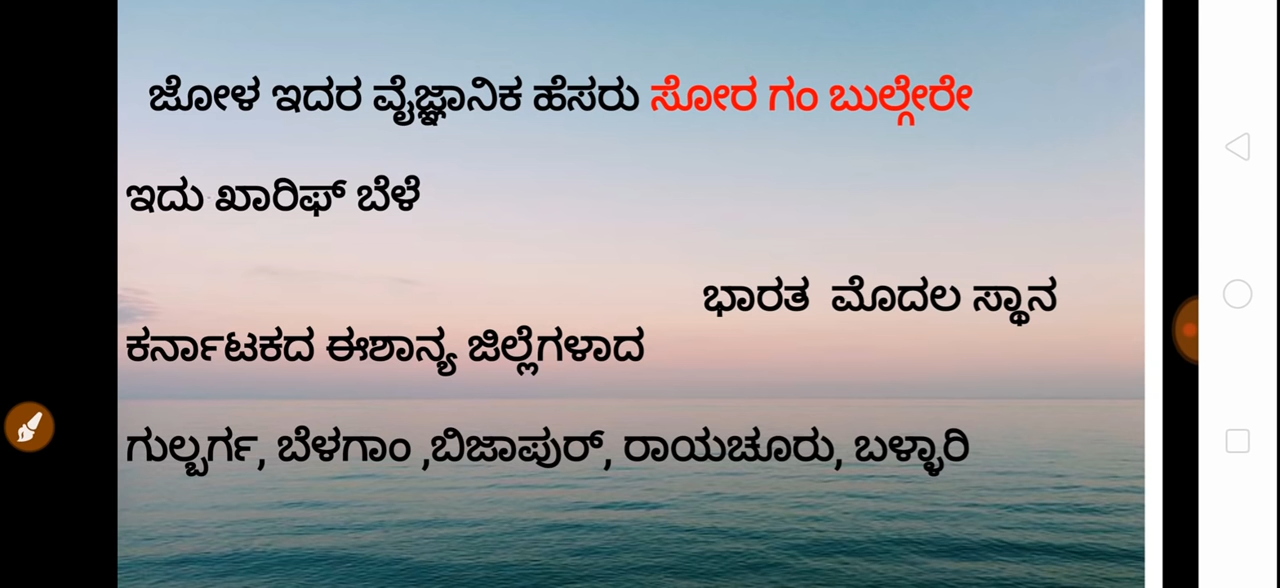 ಜೋಳ ಇದರ ವೈಜ್ಞಾನಿಕ ಹೆಸರು ಸೋರ ಗಂ ಬುಲ್ಗೇರೇ
ಇದು ಖಾರಿಫ್ ಬೆಳೆ
ಭಾರತ ಮೊದಲ ಸ್ಥಾನ
ಕರ್ನಾಟಕದ ಈಶಾನ್ಯ ಜಿಲ್ಲೆಗಳಾದ
ಗುಲ್ಬರ್ಗ, ಬೆಳಗಾಂ ,ಬಿಜಾಪುರ್, ರಾಯಚೂರು, ಬಳ್ಳಾರಿ